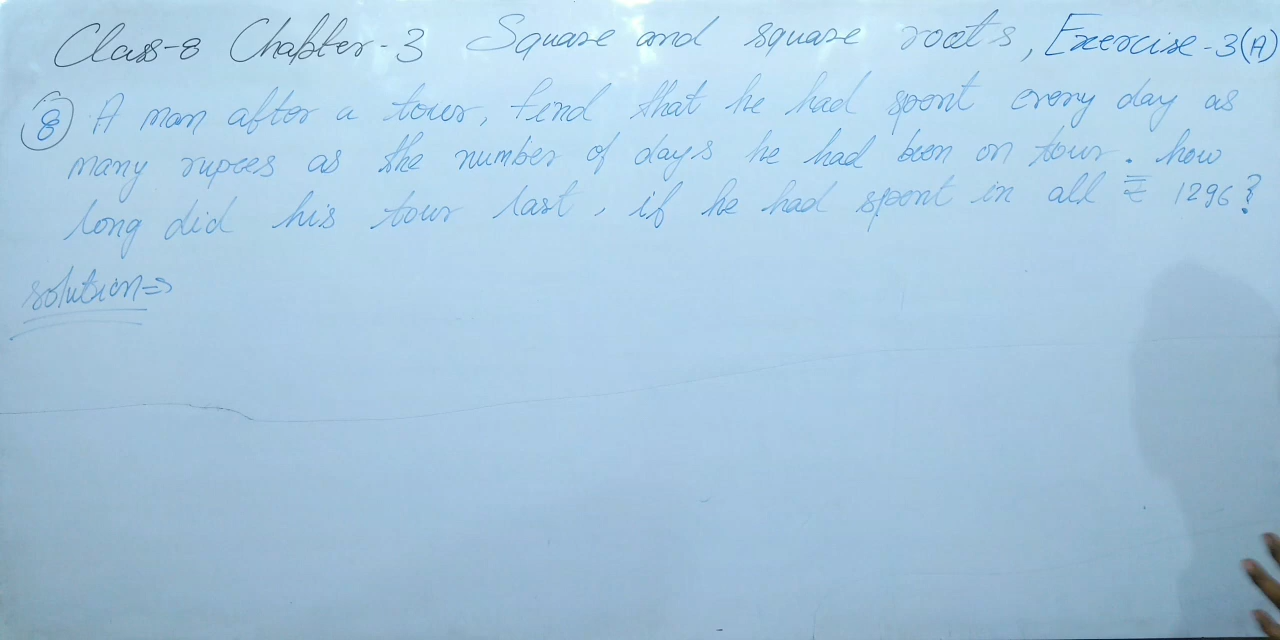 Class-8 Chapter-3 Square and square roots, Exercise-3(A)
8 A man after a tour, find that he had spent every day as
many rupees as the number of days he had been on tour. how
long did his tour last, if he had spent in all ₹ 1296?
solution⇒